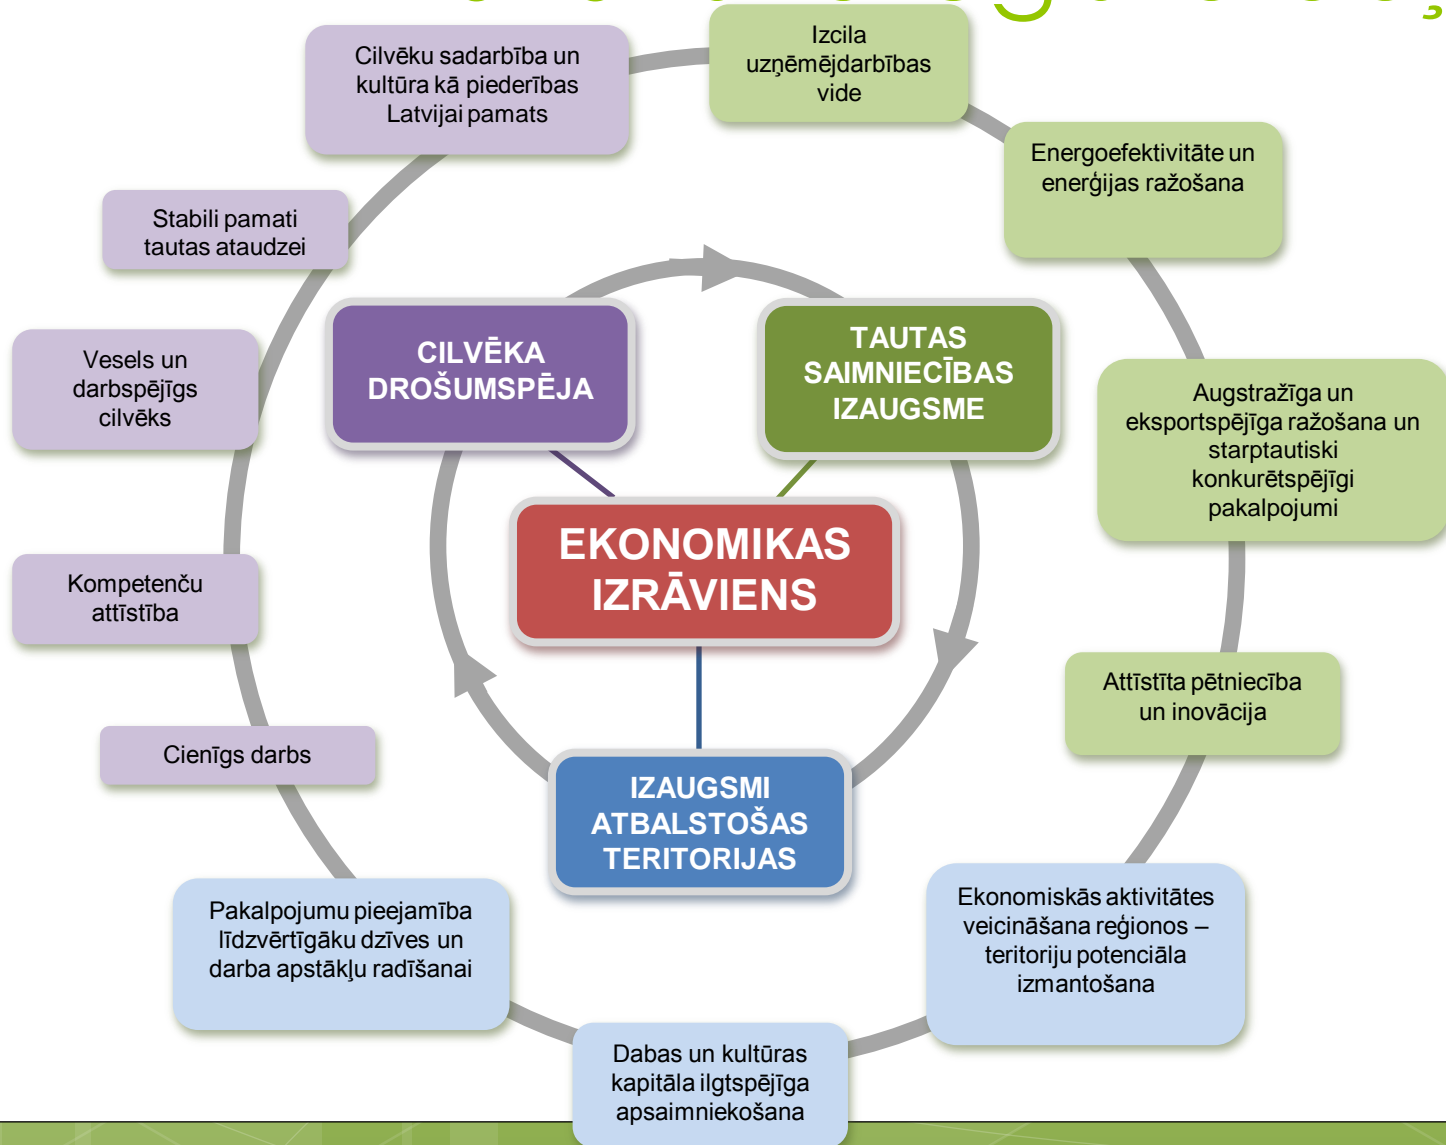 Cilvēku sadarbība un
kultūra kā piederības
Latvijai pamats
Izcila
uzņēmējdarbības
vide
Energoefektivitāte un
enerģijas ražošana
Stabili pamati
tautas ataudzei
CILVĒKA
DROŠUMSPĒJA
TAUTAS
SAIMNIECĪBAS
IZAUGSME
Vesels un
darbspējīgs
cilvēks
Augstražīga un
eksportspējīga ražošana un
starptautiski
konkurētspējīgi
pakalpojumi
EKONOMIKAS
IZRĀVIENS
Kompetenču
attīstība
Attīstīta pētniecība
un inovācija
Cienīgs darbs
IZAUGSMI
ATBALSTOŠAS
TERITORIJAS
Pakalpojumu pieejamība
līdzvērtīgāku dzīves un
darba apstākļu radīšanai
Ekonomiskās aktivitātes
veicināšana reģionos –
teritoriju potenciāla
izmantošana
Dabas un kultūras
kapitāla ilgtspējīga
apsaimniekošana